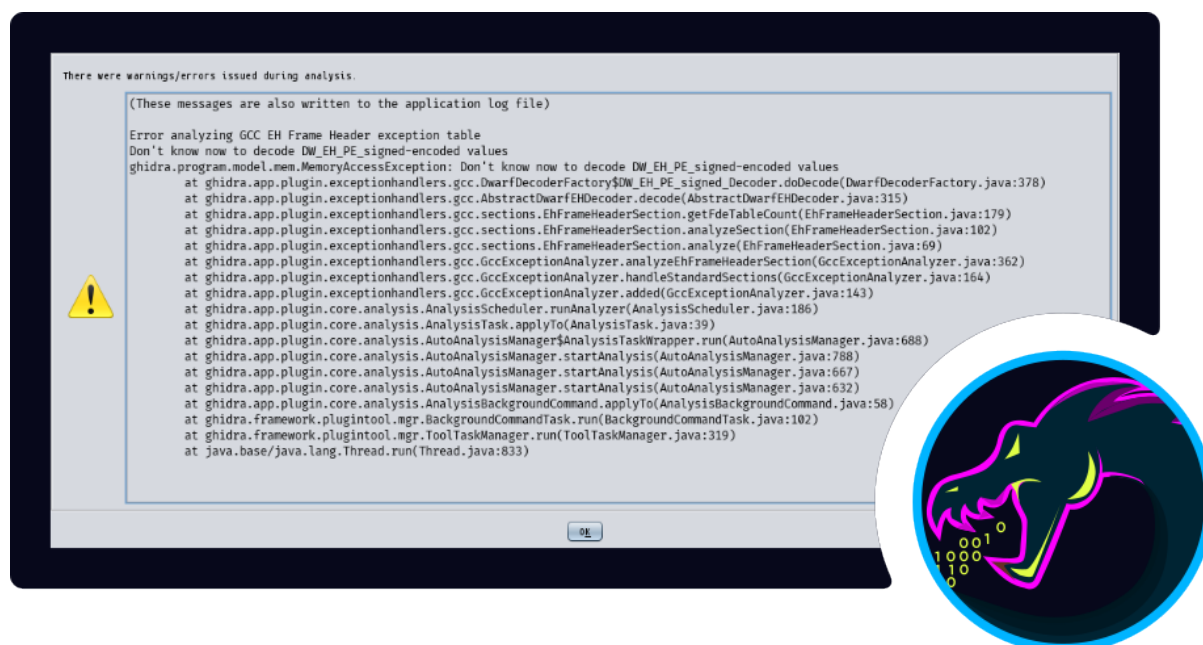 There were warnings/errors issued during analysis.
(These messages are also written to the application log file)
Error analyzing GCC EH Frame Header exception table
Don't know now to decode DW_EH_PE_signed-encoded values
ghidra.program.model.mem.MemoryAccessException: Don't know now to decode DW_EH_PE_signed-encoded values
at ghidra.app.plugin.exceptionhandlers.gcc.DwarfDecoderFactory$DW_EH_PE_signed_Decoder.doDecode(DwarfDecoderFactory.java:378)
at ghidra.app.plugin.exceptionhandlers.gcc.AbstractDwarfEHDecoder.decode(AbstractDwarfEHDecoder.java:315)
at ghidra.app.plugin.exceptionhandlers.gcc.sections.EhFrameHeaderSection.getFdeTableCount(EhFrameHeaderSection.java:179)
at ghidra.app.plugin.exceptionhandlers.gcc.sections.EhFrameHeaderSection.analyzeSection(EhFrameHeaderSection.java:102)
at ghidra.app.plugin.exceptionhandlers.gcc.sections.EhFrameHeaderSection.analyze(EhFrameHeaderSection.java:69)
at ghidra.app.plugin.exceptionhandlers.gcc.GccExceptionAnalyzer.analyzeEhFrameHeaderSection(GccExceptionAnalyzer.java:362)
at ghidra.app.plugin.exceptionhandlers.gcc.GccExceptionAnalyzer.handleStandardSections(GccExceptionAnalyzer.java:164)
at ghidra.app.plugin.exceptionhandlers.gcc.GccExceptionAnalyzer.added(GccExceptionAnalyzer.java:143)
at ghidra.app.plugin.core.analysis.AnalysisScheduler.runAnalyzer(AnalysisScheduler.java:186)
at ghidra.app.plugin.core.analysis.AnalysisTask.applyTo(AnalysisTask.java:39)
at ghidra.app.plugin.core.analysis.AutoAnalysisManager$AnalysisTaskWrapper.run(AutoAnalysisManager.java:688)
at ghidra.app.plugin.core.analysis.AutoAnalysisManager.startAnalysis(AutoAnalysisManager.java:788)
at ghidra.app.plugin.core.analysis.AutoAnalysisManager.startAnalysis(AutoAnalysisManager.java:667)
at ghidra.app.plugin.core.analysis.AutoAnalysisManager.startAnalysis(AutoAnalysisManager.java:632)
at ghidra.app.plugin.core.analysis.AnalysisBackgroundCommand.applyTo(AnalysisBackgroundCommand.java:58)
at ghidra.framework.plugintool.mgr.BackgroundCommandTask.run(BackgroundCommandTask.java:102)
at ghidra.framework.plugintool.mgr.ToolTaskManager.run(ToolTaskManager.java:319)
at java.base/java.lang.Thread.run(Thread.java:833)
OK
0010
1000
110
0